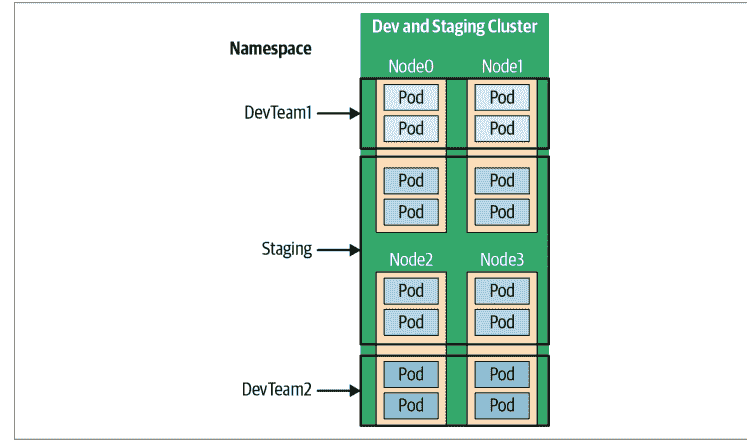 Dev and Staging Cluster
Namespace
Node0 Node1
Pod Pod
DevTeam1
Pod Pod
Pod Pod
Pod Pod
Staging
Node2 Node3
Pod Pod
Pod Pod
Pod Pod
DevTeam2
Pod Pod